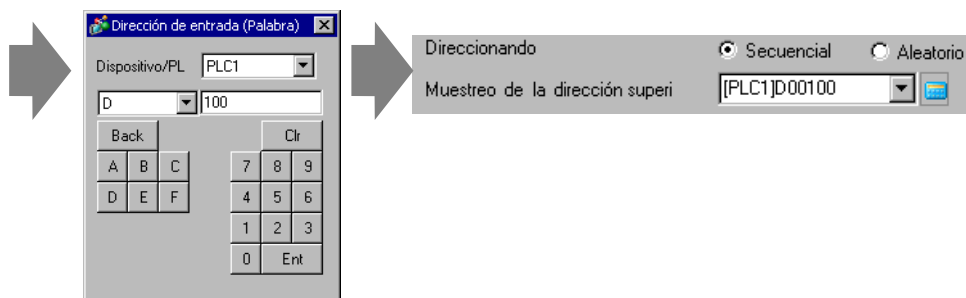 Dirección de entrada (Palabra)
Dispositivo/PL PLC1
D 100
Back Clr
A B C 7 8 9
D E F 4 5 6
1 2 3
0 Ent
Direccionando Secuencial Aleatorio
Muestreo de la dirección superi [PLC1]D00100